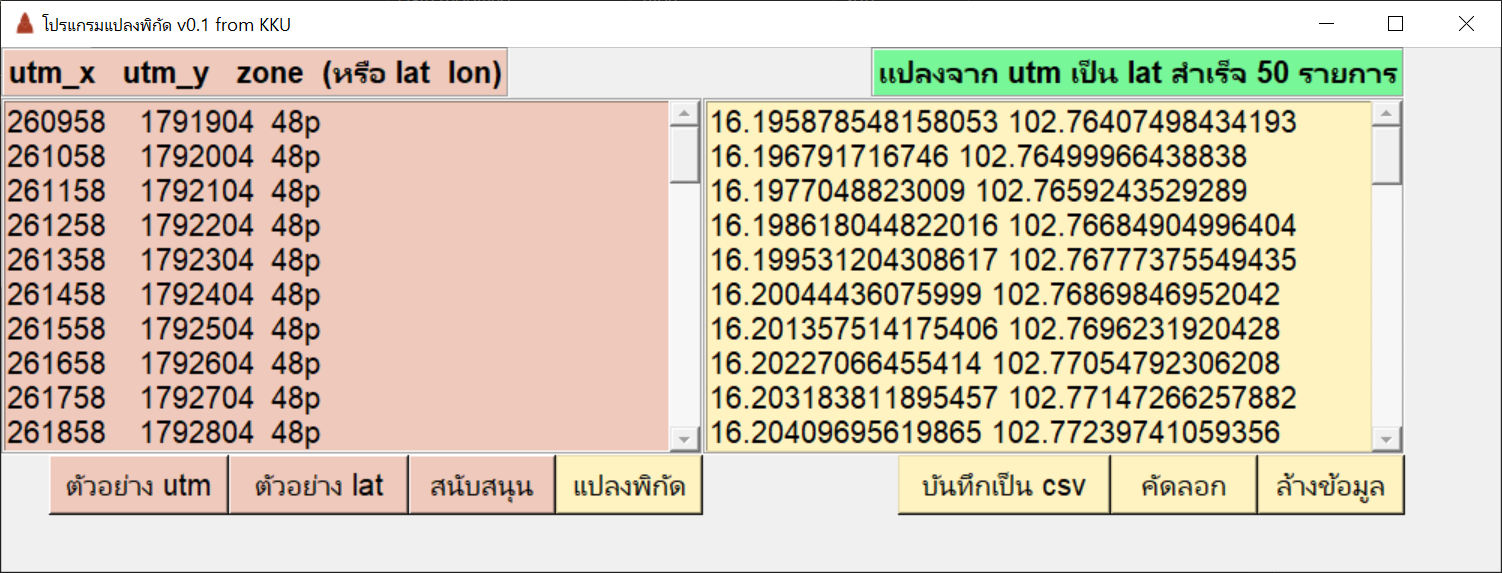 โปรแกรมแปลงพิกัด v0.1 from KKU
utm_x utm_y zone (หรือ lat lon)
แปลงจาก utm เป็น lat สำเร็จ 50 รายการ
260958 1791904 48p
261058 1792004 48p
261158 1792104 48p
261258 1792204 48p
261358 1792304 48p
261458 1792404 48p
261558 1792504 48p
261658 1792604 48p
261758 1792704 48p
261858 1792804 48p
16.195878548158053 102.76407498434193
16.196791716746 102.76499966438838
16.1977048823009 102.7659243529289
16.198618044822016 102.76684904996404
16.199531204308617 102.76777375549435
16.20044436075999 102.76869846952042
16.201357514175406 102.7696231920428
16.20227066455414 102.77054792306208
16.203183811895457 102.77147266257882
16.20409695619865 102.77239741059356
ตัวอย่าง utm
ตัวอย่าง lat
สนับสนุน
แปลงพิกัด
บันทึกเป็น csv
คัดลอก
ล้างข้อมูล